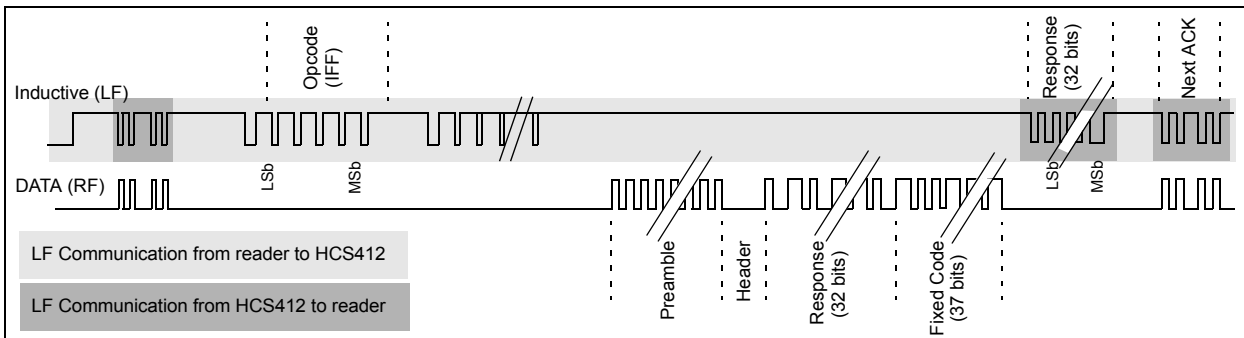 Opcode
(IFF)
Response
(32 bits)
Next ACK
Inductive (LF)
LSb
MSb
LSb
MSb
DATA (RF)
Preamble
Header
Response
(32 bits)
Fixed Code
(37 bits)
LF Communication from reader to HCS412
LF Communication from HCS412 to reader